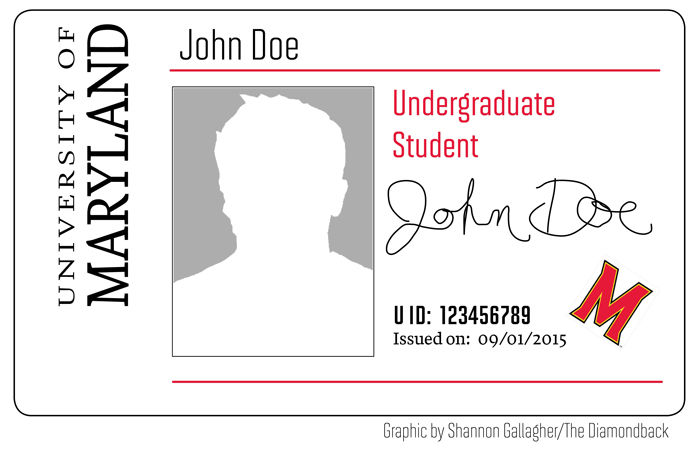 UNIVERSITY OF
MARYLAND
John Doe
Undergraduate
Student
John Doe
M
U ID: 123456789
Issued on: 09/01/2015
Graphic by Shannon Gallagher/The Diamondback